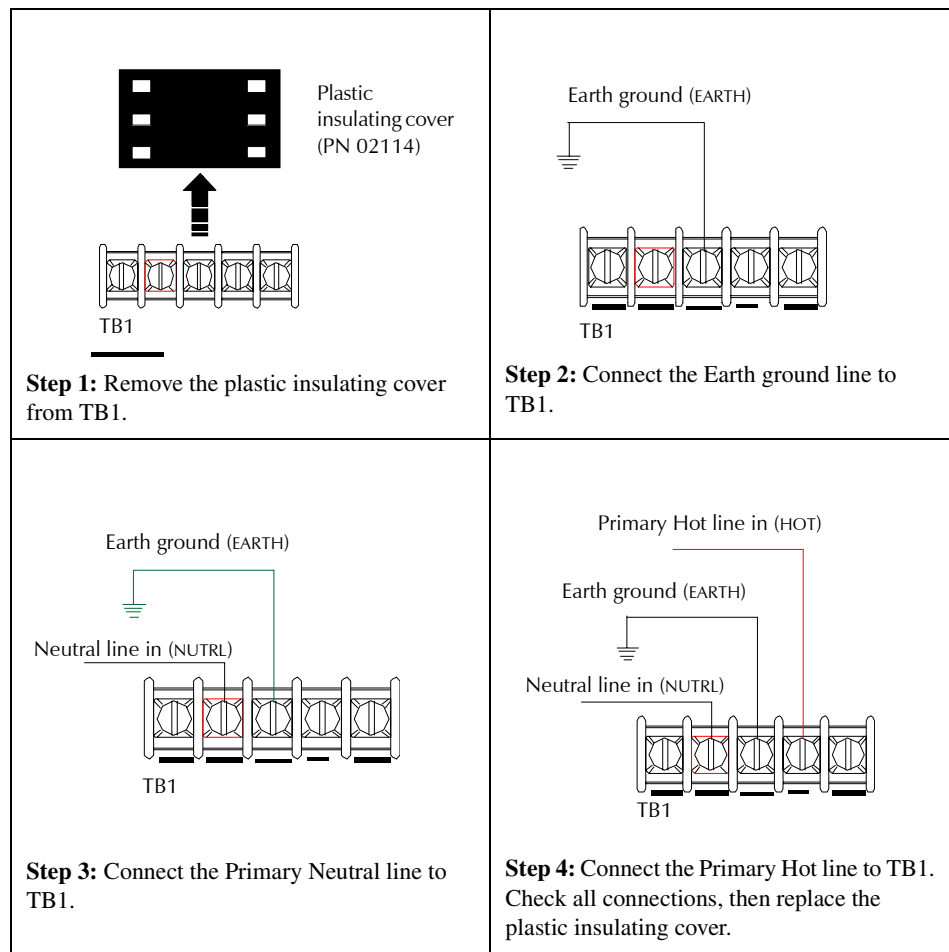 Plastic
insulating cover
(PN 02114)
TB1
Step 1: Remove the plastic insulating cover
from TB1.
Earth ground (EARTH)
TB1
Step 2: Connect the Earth ground line to
TB1.
Earth ground (EARTH)
Neutral line in (NUTRL)
TB1
Step 3: Connect the Primary Neutral line to
TB1.
Primary Hot line in (HOT)
Earth ground (EARTH)
Neutral line in (NUTRL)
TB1
Step 4: Connect the Primary Hot line to TB1.
Check all connections, then replace the
plastic insulating cover.